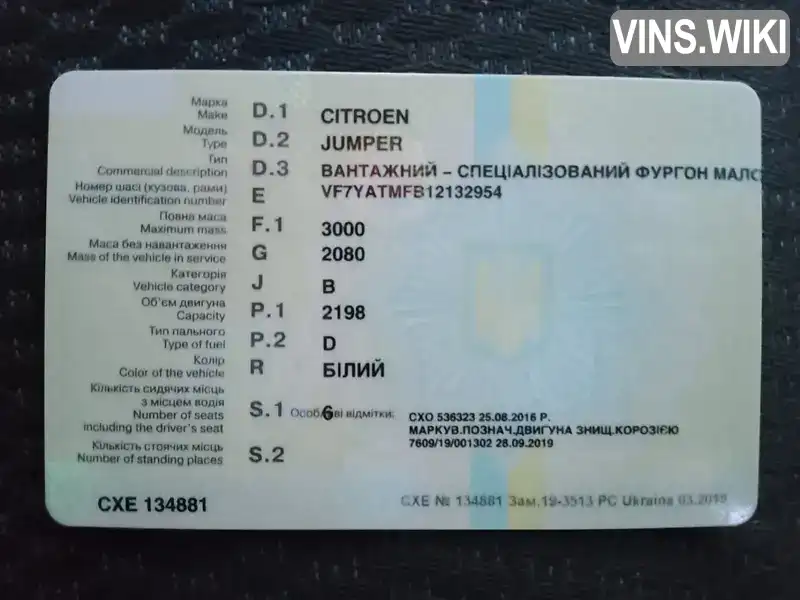 VINS.WIKI
Марка
Make
D.1 CITROEN
Модель
Type
D.2 JUMPER
Тип
Commercial description
D.3 ВАНТАЖНИЙ – СПЕЦІАЛІЗОВАНИЙ ФУРГОН МАЛО
Номер шасі (кузова, рами)
Vehicle identification number
E VF7YATMFB12132954
Повна маса
Maximum mass
F.1 3000
Маса без навантаження
Mass of the vehicle in service
G 2080
Категорія
Vehicle category
J B
Об'єм двигуна
Capacity
P.1 2198
Тип пального
Type of fuel
P.2 D
Колір
Color of the vehicle
R БІЛИЙ
Кількість сидячих місць
з місцем водія
Number of seats
including the driver's seat
S.1 6
Особливі відмітки:
СХО 536323 25.08.2016 Р.
МАРКУВ.ПОЗНАЧ.ДВИГУНА ЗНИЩ.КОРОЗІЄЮ
7609/19/001302 28.09.2019
Кількість стоячих місць
Number of standing places
S.2
СХЕ 134881
СХЕ № 134881 Зам.19-3513 PC Ukraina 03.2019